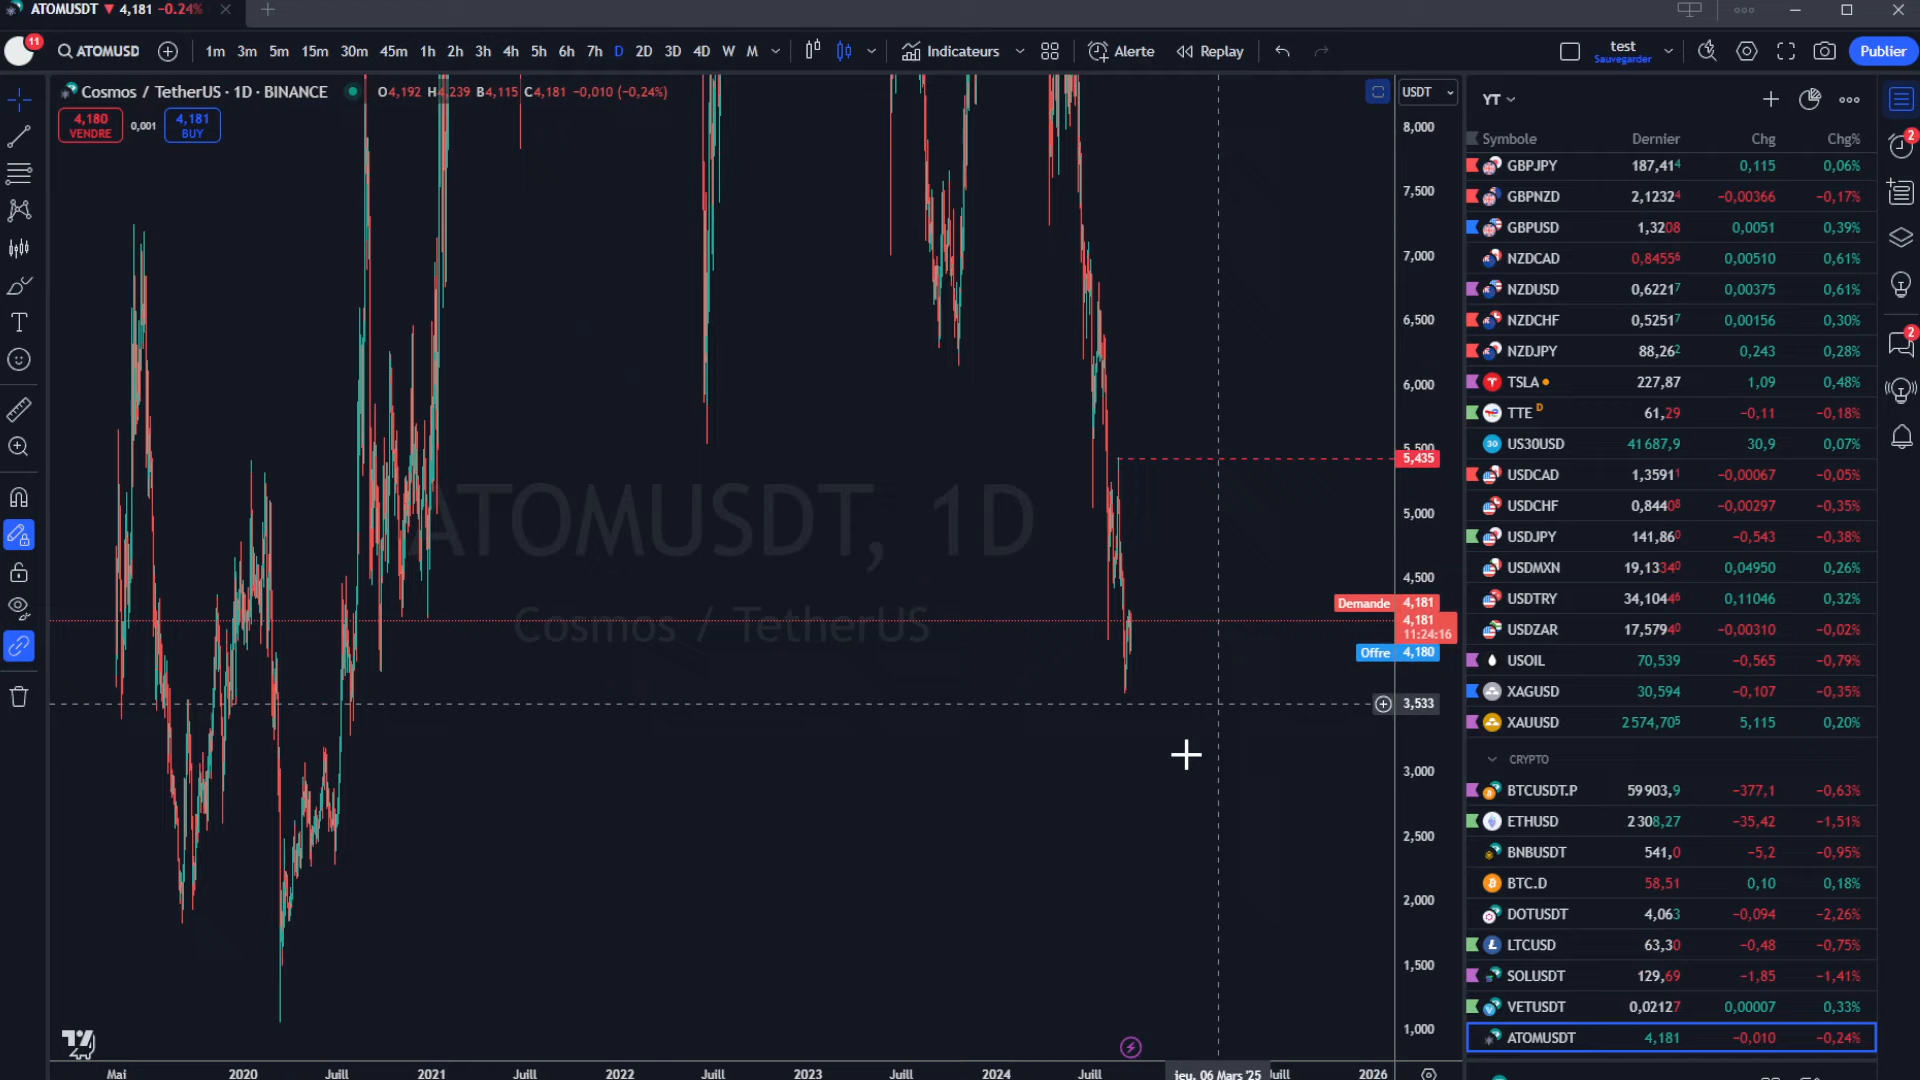 ATOMUSDT ▼ 4,181 −0.24%
11 ATOMUSD 1m 3m 5m 15m 30m 45m 1h 2h 3h 4h 5h 6h 7h D 2D 3D 4D W M Indicateurs Alerte Replay test Sauvegarder Publier
Cosmos / TetherUS · 1D · BINANCE O4,192 H4,239 B4,115 C4,181 −0,010 (−0,24%)
4,180 VENDRE 0,001 4,181 BUY
ATOMUSDT, 1D
Cosmos / TetherUS
USDT
8,000
7,500
7,000
6,500
6,000
5,500
5,435
5,000
4,500
Demande 4,181
4,181
11:24:16
Offre 4,180
3,533
3,000
2,500
2,000
1,500
1,000
Mai 2020 Juill 2021 Juill 2022 Juill 2023 Juill 2024 Juill jeu. 06 Mars '25 Juill 2026
YT
Symbole Dernier Chg Chg%
GBPJPY 187,414 0,115 0,06%
GBPNZD 2,12324 −0,00366 −0,17%
GBPUSD 1,3208 0,0051 0,39%
NZDCAD 0,84556 0,00510 0,61%
NZDUSD 0,62217 0,00375 0,61%
NZDCHF 0,52517 0,00156 0,30%
NZDJPY 88,262 0,243 0,28%
TSLA 227,87 1,09 0,48%
TTE D 61,29 −0,11 −0,18%
30 US30USD 41 687,9 30,9 0,07%
USDCAD 1,35911 −0,00067 −0,05%
USDCHF 0,84408 −0,00297 −0,35%
USDJPY 141,860 −0,543 −0,38%
USDMXN 19,13340 0,04950 0,26%
USDTRY 34,10446 0,11046 0,32%
USDZAR 17,57940 −0,00310 −0,02%
USOIL 70,539 −0,565 −0,79%
XAGUSD 30,594 −0,107 −0,35%
XAUUSD 2 574,705 5,115 0,20%
CRYPTO
BTCUSDT.P 59 903,9 −377,1 −0,63%
ETHUSD 2 308,27 −35,42 −1,51%
BNBUSDT 541,0 −5,2 −0,95%
BTC.D 58,51 0,10 0,18%
DOTUSDT 4,063 −0,094 −2,26%
LTCUSD 63,30 −0,48 −0,75%
SOLUSDT 129,69 −1,85 −1,41%
VETUSDT 0,02127 0,00007 0,33%
ATOMUSDT 4,181 −0,010 −0,24%
2
2